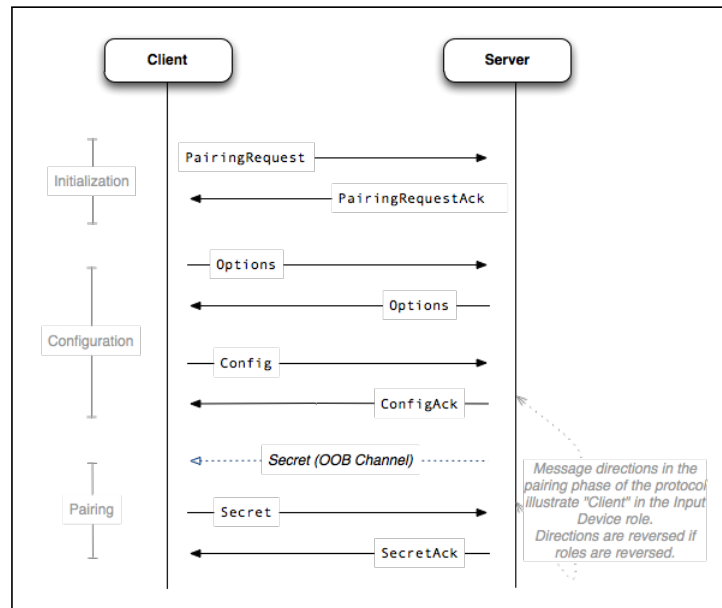 Client
Server
PairingRequest
Initialization
PairingRequestAck
Options
Options
Configuration
Config
ConfigAck
Secret (OOB Channel)
Message directions in the
pairing phase of the protocol
illustrate "Client" in the Input
Device role.
Directions are reversed if
roles are reversed.
Pairing
Secret
SecretAck